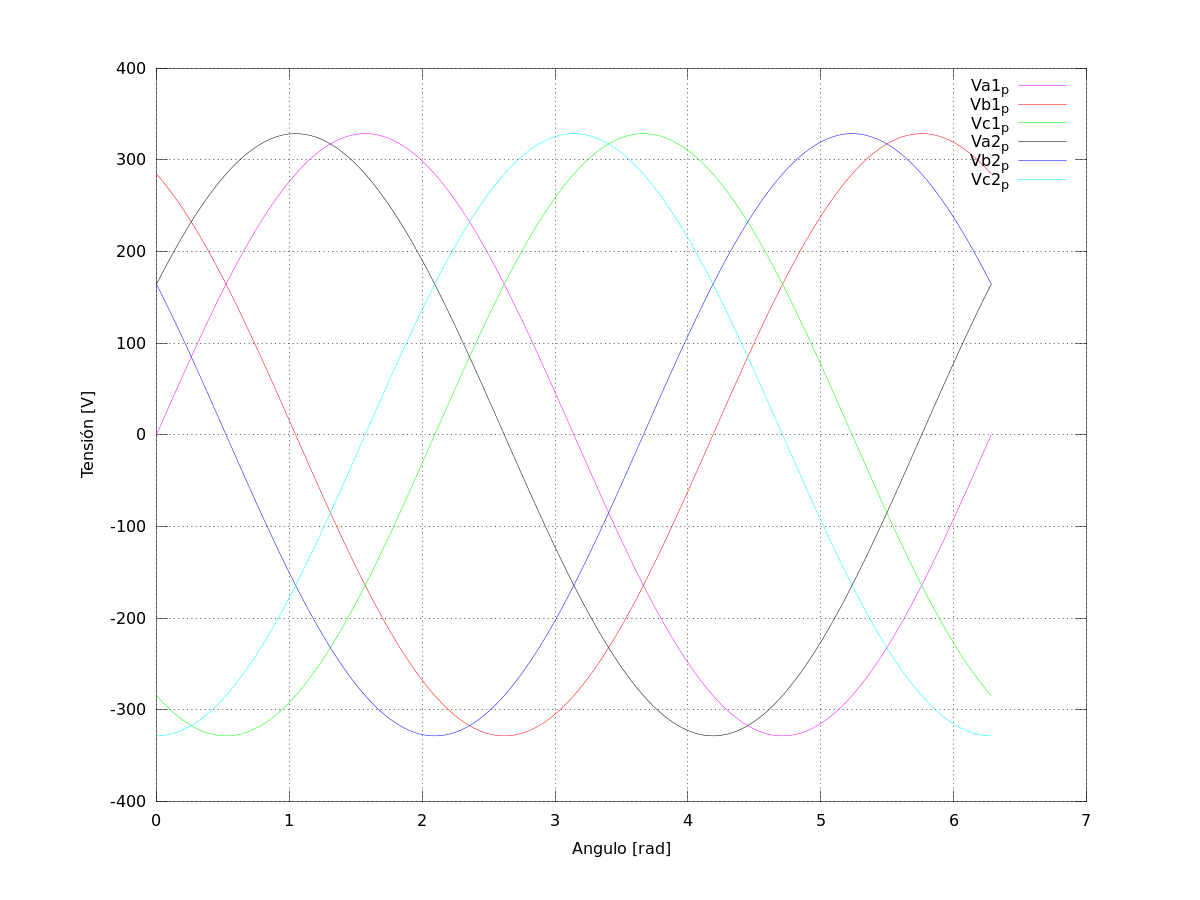 400
300
200
100
0
-100
-200
-300
-400
0 1 2 3 4 5 6 7
Tensión [V]
Angulo [rad]
Va1p
Vb1p
Vc1p
Va2p
Vb2p
Vc2p